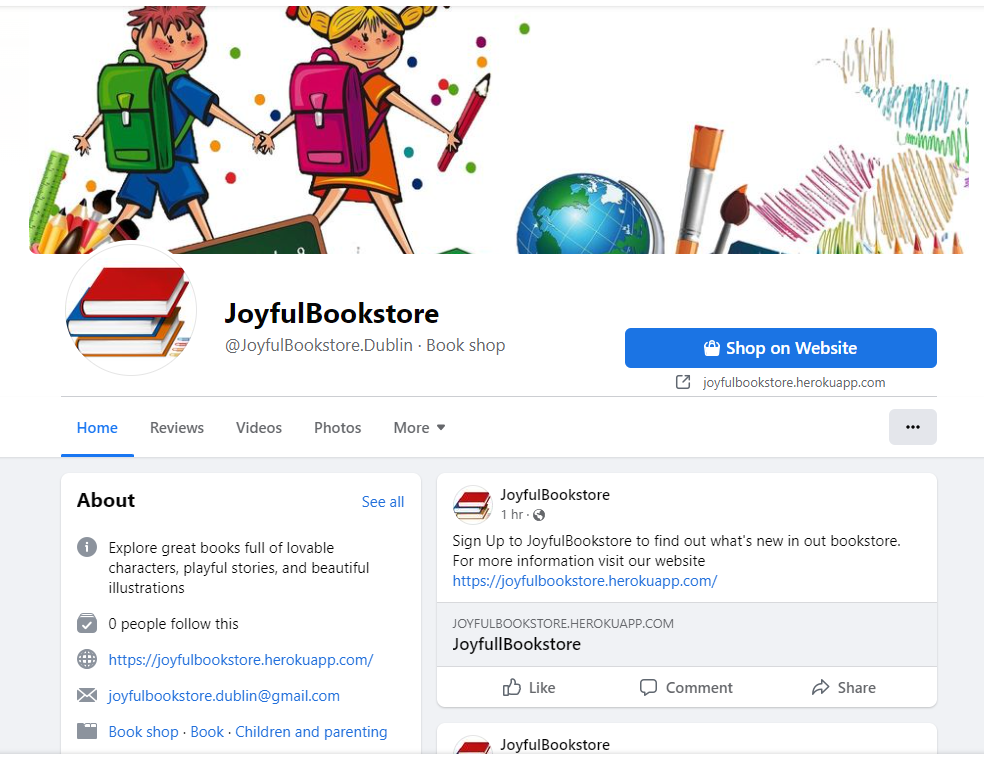 JoyfulBookstore
@JoyfulBookstore.Dublin · Book shop
Shop on Website
joyfulbookstore.herokuapp.com
Home
Reviews
Videos
Photos
More
About
See all
Explore great books full of lovable
characters, playful stories, and beautiful
illustrations
0 people follow this
https://joyfulbookstore.herokuapp.com/
joyfulbookstore.dublin@gmail.com
Book shop · Book · Children and parenting
JoyfulBookstore
1 hr ·
Sign Up to JoyfulBookstore to find out what's new in out bookstore.
For more information visit our website
https://joyfulbookstore.herokuapp.com/
JOYFULBOOKSTORE.HEROKUAPP.COM
JoyfullBookstore
Like
Comment
Share
JoyfulBookstore